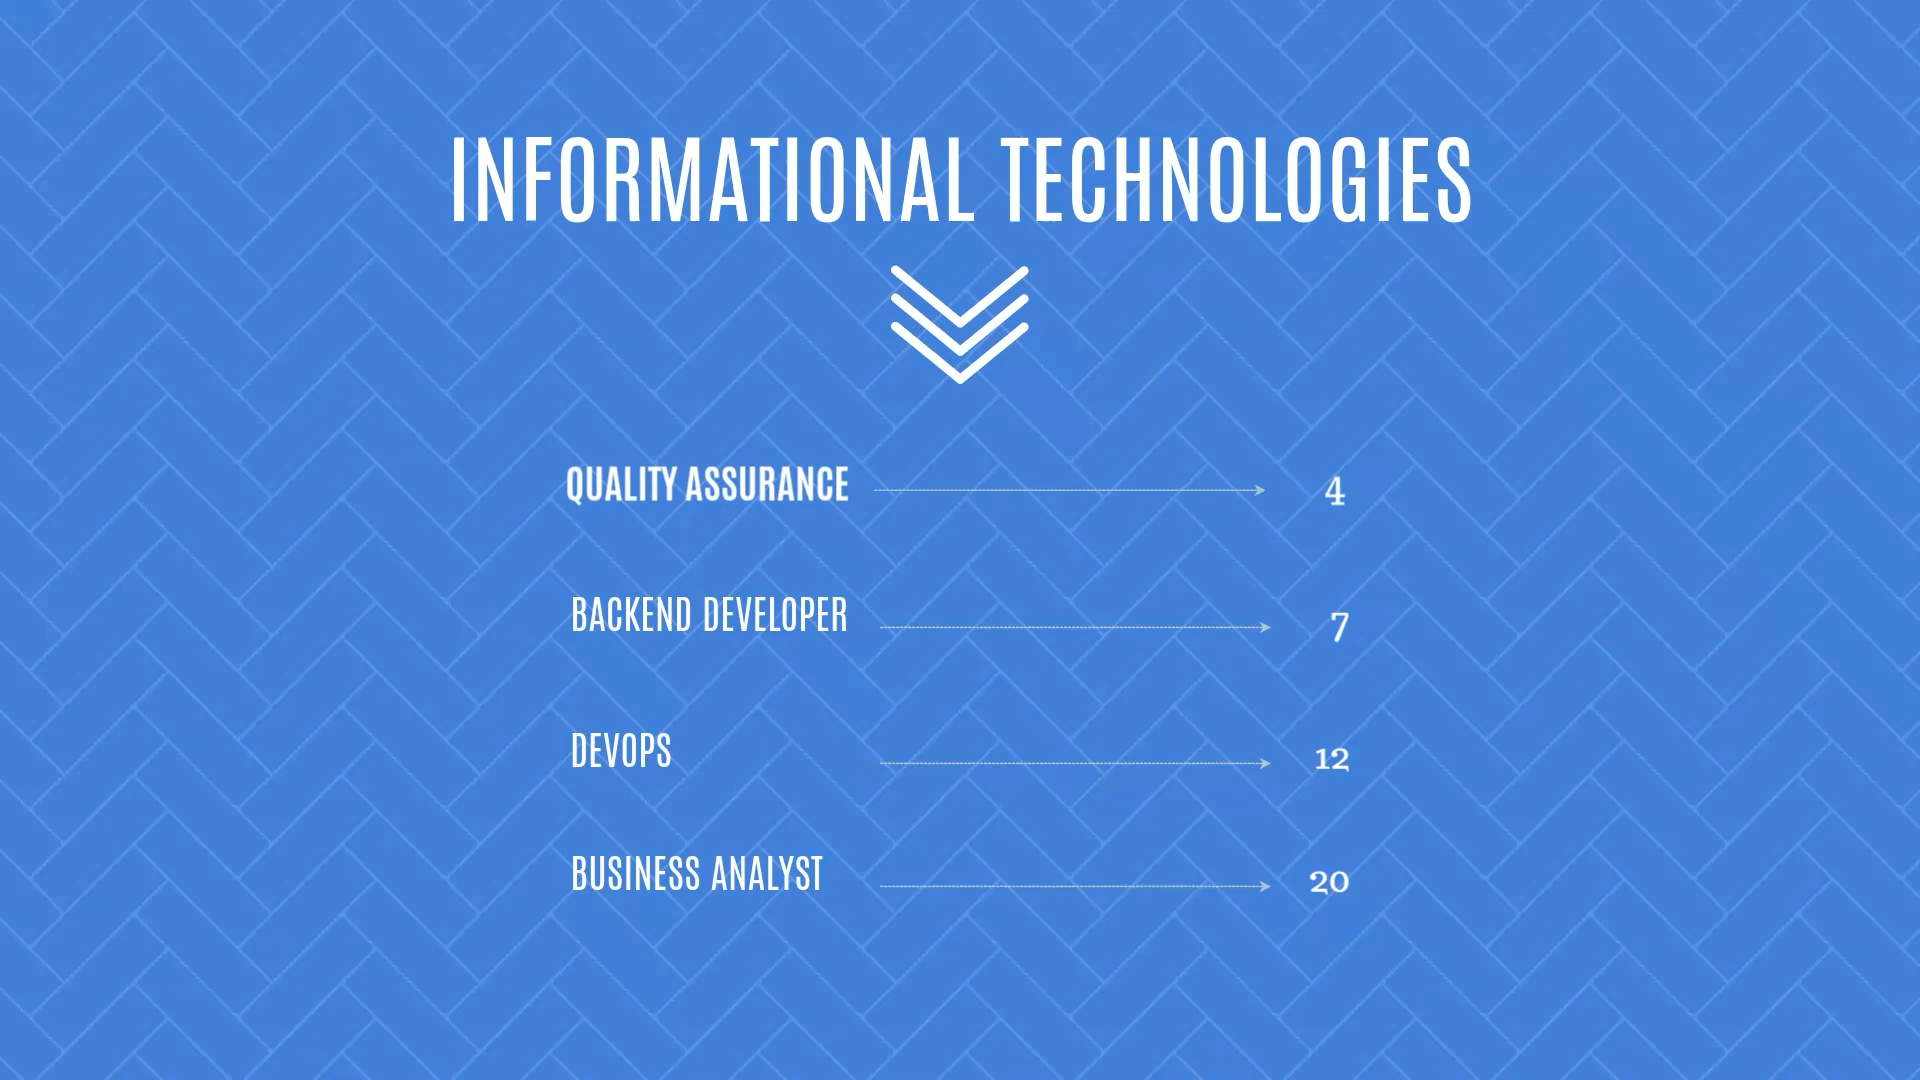 INFORMATIONAL TECHNOLOGIES
QUALITY ASSURANCE 4
BACKEND DEVELOPER 7
DEVOPS 12
BUSINESS ANALYST 20